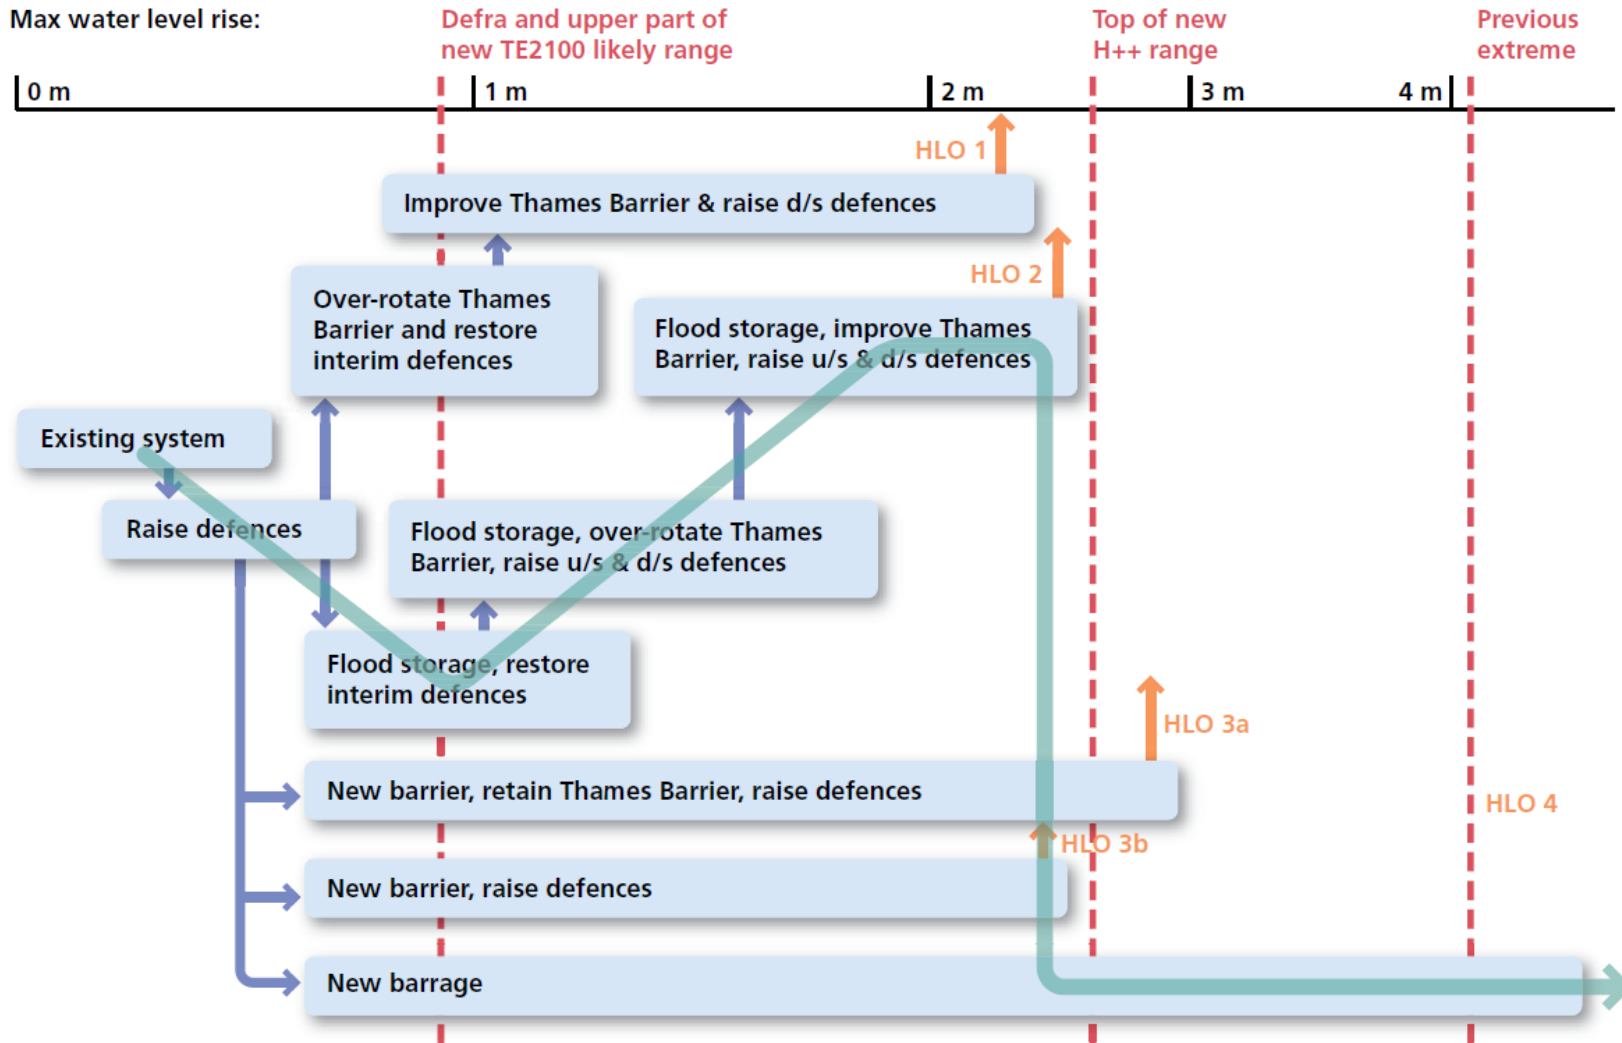 Max water level rise:
Defra and upper part of
new TE2100 likely range
Top of new
H++ range
Previous
extreme
0 m
1 m
2 m
3 m
4 m
HLO 1
Improve Thames Barrier & raise d/s defences
HLO 2
Over-rotate Thames
Barrier and restore
interim defences
Flood storage, improve Thames
Barrier, raise u/s & d/s defences
Existing system
Raise defences
Flood storage, over-rotate Thames
Barrier, raise u/s & d/s defences
Flood storage, restore
interim defences
HLO 3a
New barrier, retain Thames Barrier, raise defences
HLO 4
HLO 3b
New barrier, raise defences
New barrage